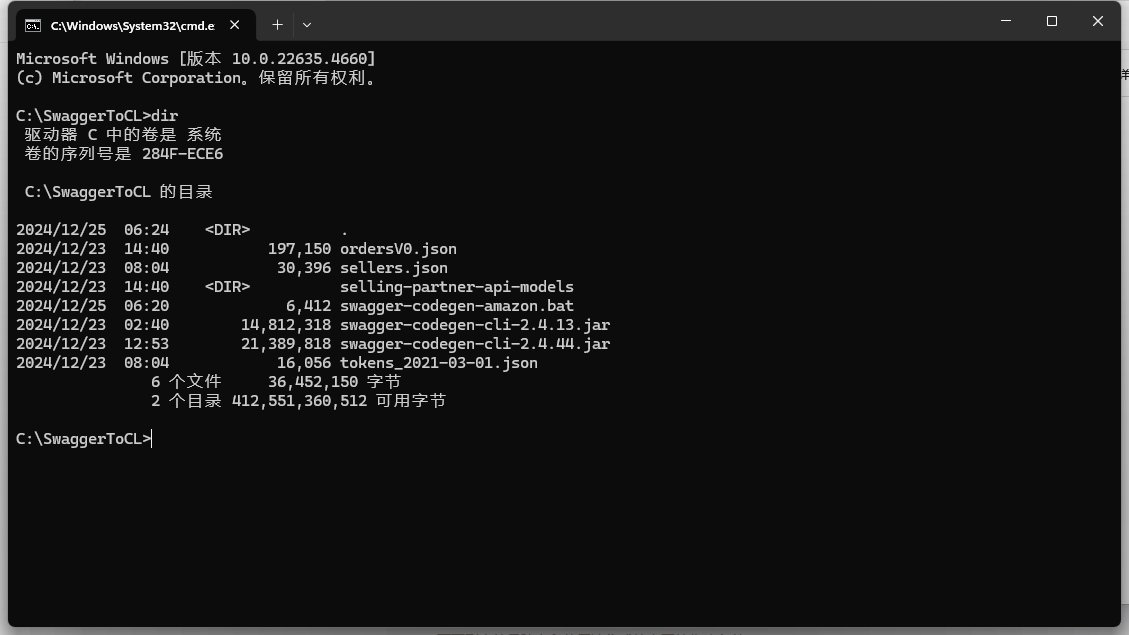 C:\Windows\System32\cmd.e
Microsoft Windows [版本 10.0.22635.4660]
(c) Microsoft Corporation。保留所有权利。
C:\SwaggerToCL>dir
驱动器 C 中的卷是 系统
卷的序列号是 284F-ECE6
C:\SwaggerToCL 的目录
2024/12/25  06:24    <DIR>          .
2024/12/23  14:40           197,150 ordersV0.json
2024/12/23  08:04            30,396 sellers.json
2024/12/23  14:40    <DIR>          selling-partner-api-models
2024/12/25  06:20             6,412 swagger-codegen-amazon.bat
2024/12/23  02:40        14,812,318 swagger-codegen-cli-2.4.13.jar
2024/12/23  12:53        21,389,818 swagger-codegen-cli-2.4.44.jar
2024/12/23  08:04            16,056 tokens_2021-03-01.json
6 个文件     36,452,150 字节
2 个目录 412,551,360,512 可用字节
C:\SwaggerToCL>